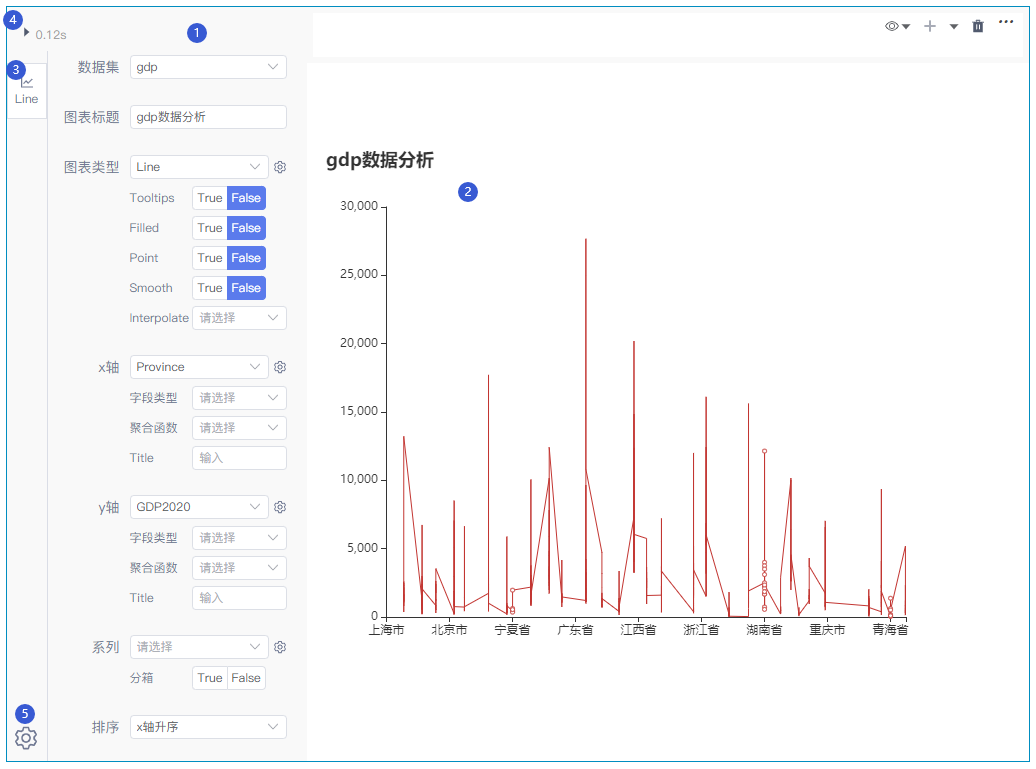 4
0.12s
1
3
Line
数据集 gdp
图表标题 gdp数据分析
图表类型 Line
Tooltips True False
Filled True False
Point True False
Smooth True False
Interpolate 请选择
x轴 Province
字段类型 请选择
聚合函数 请选择
Title 输入
y轴 GDP2020
字段类型 请选择
聚合函数 请选择
Title 输入
系列 请选择
分箱 True False
5
排序 x轴升序
gdp数据分析
2
30,000
25,000
20,000
15,000
10,000
5,000
0
上海市 北京市 宁夏省 广东省 江西省 浙江省 湖南省 重庆市 青海省